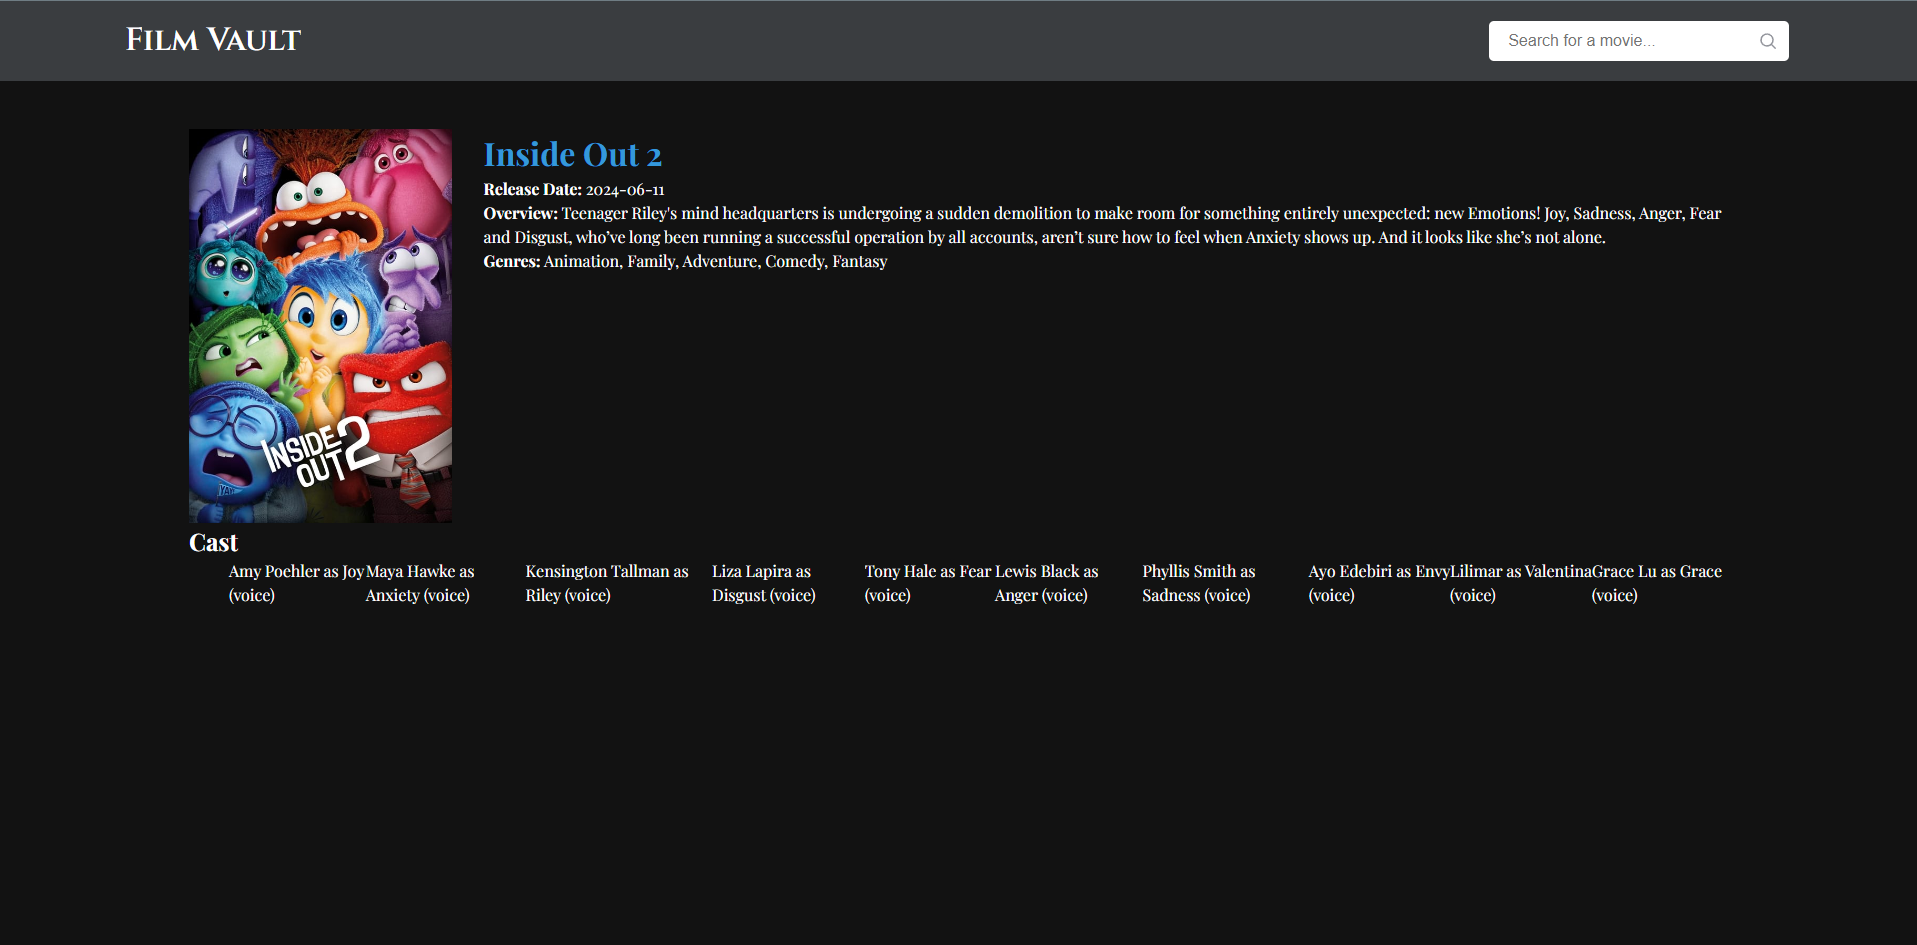 Film Vault
Search for a movie...
Inside Out 2
Release Date: 2024-06-11
Overview: Teenager Riley's mind headquarters is undergoing a sudden demolition to make room for something entirely unexpected: new Emotions! Joy, Sadness, Anger, Fear
and Disgust, who’ve long been running a successful operation by all accounts, aren’t sure how to feel when Anxiety shows up. And it looks like she’s not alone.
Genres: Animation, Family, Adventure, Comedy, Fantasy
INSIDE
OUT 2
Cast
Amy Poehler as Joy
(voice)
Maya Hawke as
Anxiety (voice)
Kensington Tallman as
Riley (voice)
Liza Lapira as
Disgust (voice)
Tony Hale as Fear
(voice)
Lewis Black as
Anger (voice)
Phyllis Smith as
Sadness (voice)
Ayo Edebiri as Envy
(voice)
Lilimar as Valentina
(voice)
Grace Lu as Grace
(voice)